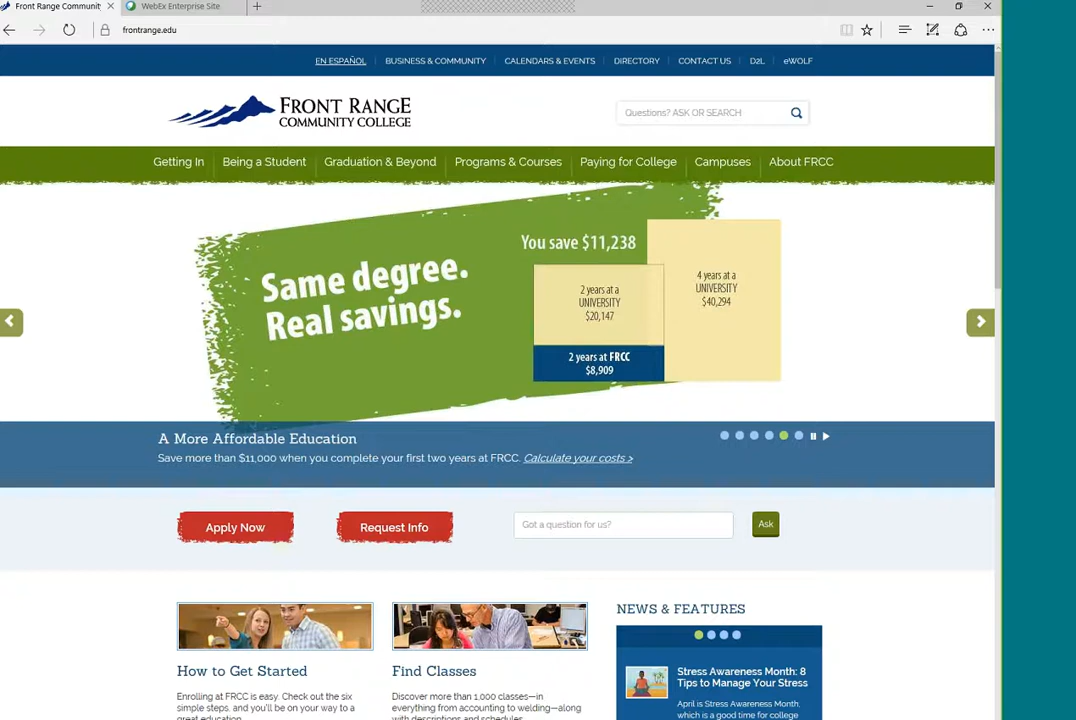 Front Range Communit
WebEx Enterprise Site
frontrange.edu
EN ESPAÑOL
BUSINESS & COMMUNITY
CALENDARS & EVENTS
DIRECTORY
CONTACT US
D2L
eWOLF
FRONT RANGE
COMMUNITY COLLEGE
Questions? ASK OR SEARCH
Getting In
Being a Student
Graduation & Beyond
Programs & Courses
Paying for College
Campuses
About FRCC
Same degree.
Real savings.
You save $11,238
2 years at a
UNIVERSITY
$20,147
2 years at FRCC
$8,909
4 years at a
UNIVERSITY
$40,294
A More Affordable Education
Save more than $11,000 when you complete your first two years at FRCC. Calculate your costs >
Apply Now
Request Info
Got a question for us?
Ask
How to Get Started
Enrolling at FRCC is easy. Check out the six
simple steps, and you'll be on your way to a
great education.
Find Classes
Discover more than 1,000 classes—in
everything from accounting to welding—along
with descriptions and schedules.
NEWS & FEATURES
Stress Awareness Month: 8
Tips to Manage Your Stress
April is Stress Awareness Month,
which is a good time for college